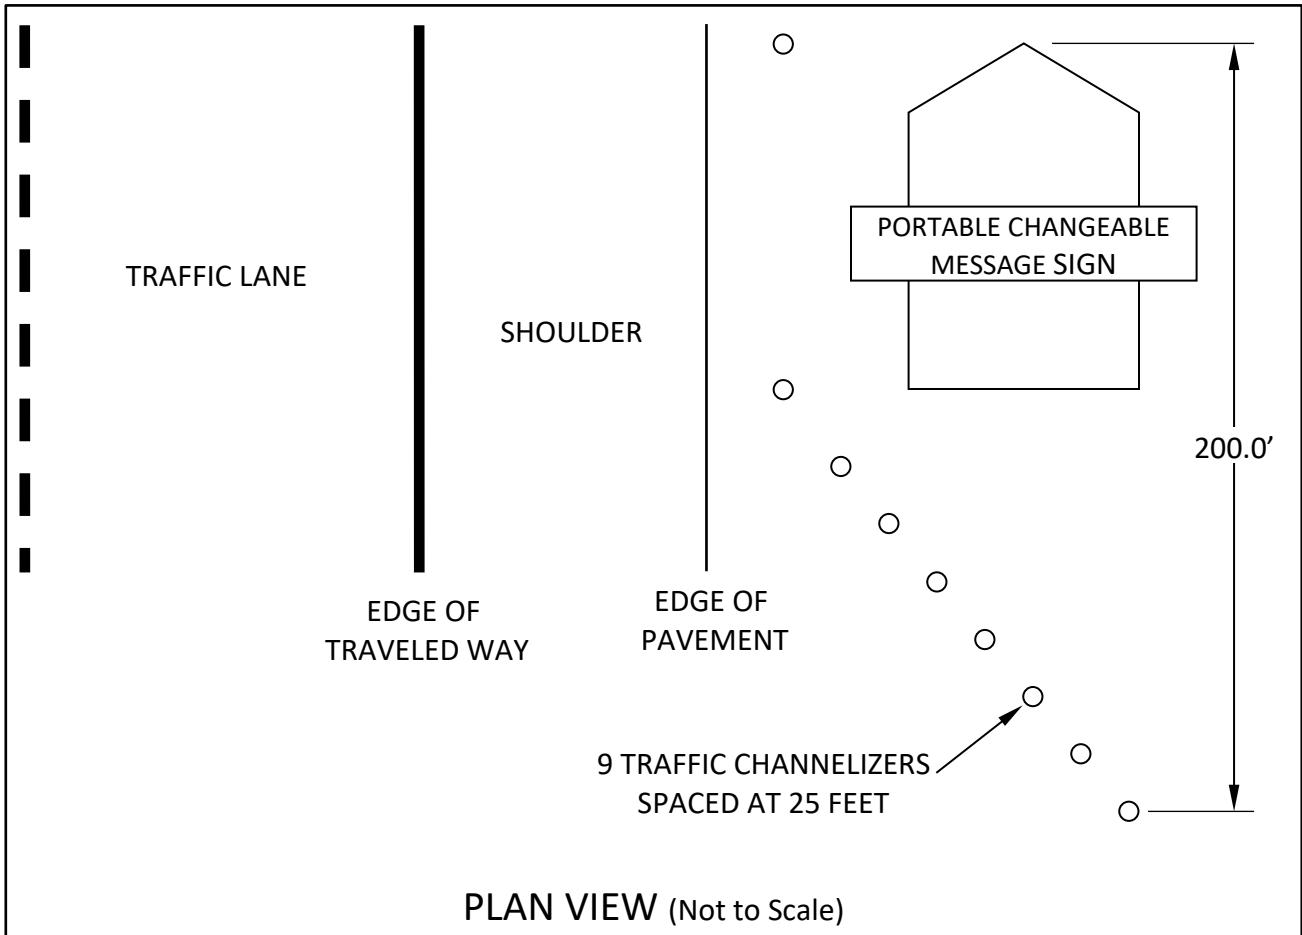 PORTABLE CHANGEABLE
MESSAGE SIGN
TRAFFIC LANE
SHOULDER
200.0’
EDGE OF
TRAVELED WAY
EDGE OF
PAVEMENT
9 TRAFFIC CHANNELIZERS
SPACED AT 25 FEET
PLAN VIEW (Not to Scale)